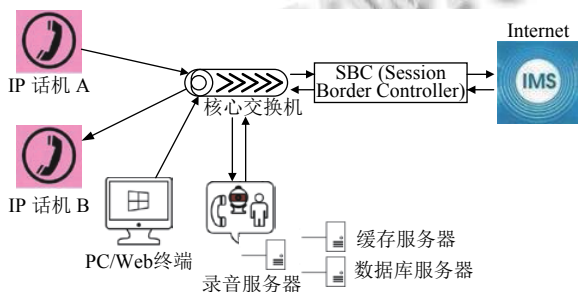 IP 话机 A
IP 话机 B
PC/Web终端
核心交换机
SBC (Session
Border Controller)
Internet
IMS
录音服务器
缓存服务器
数据库服务器